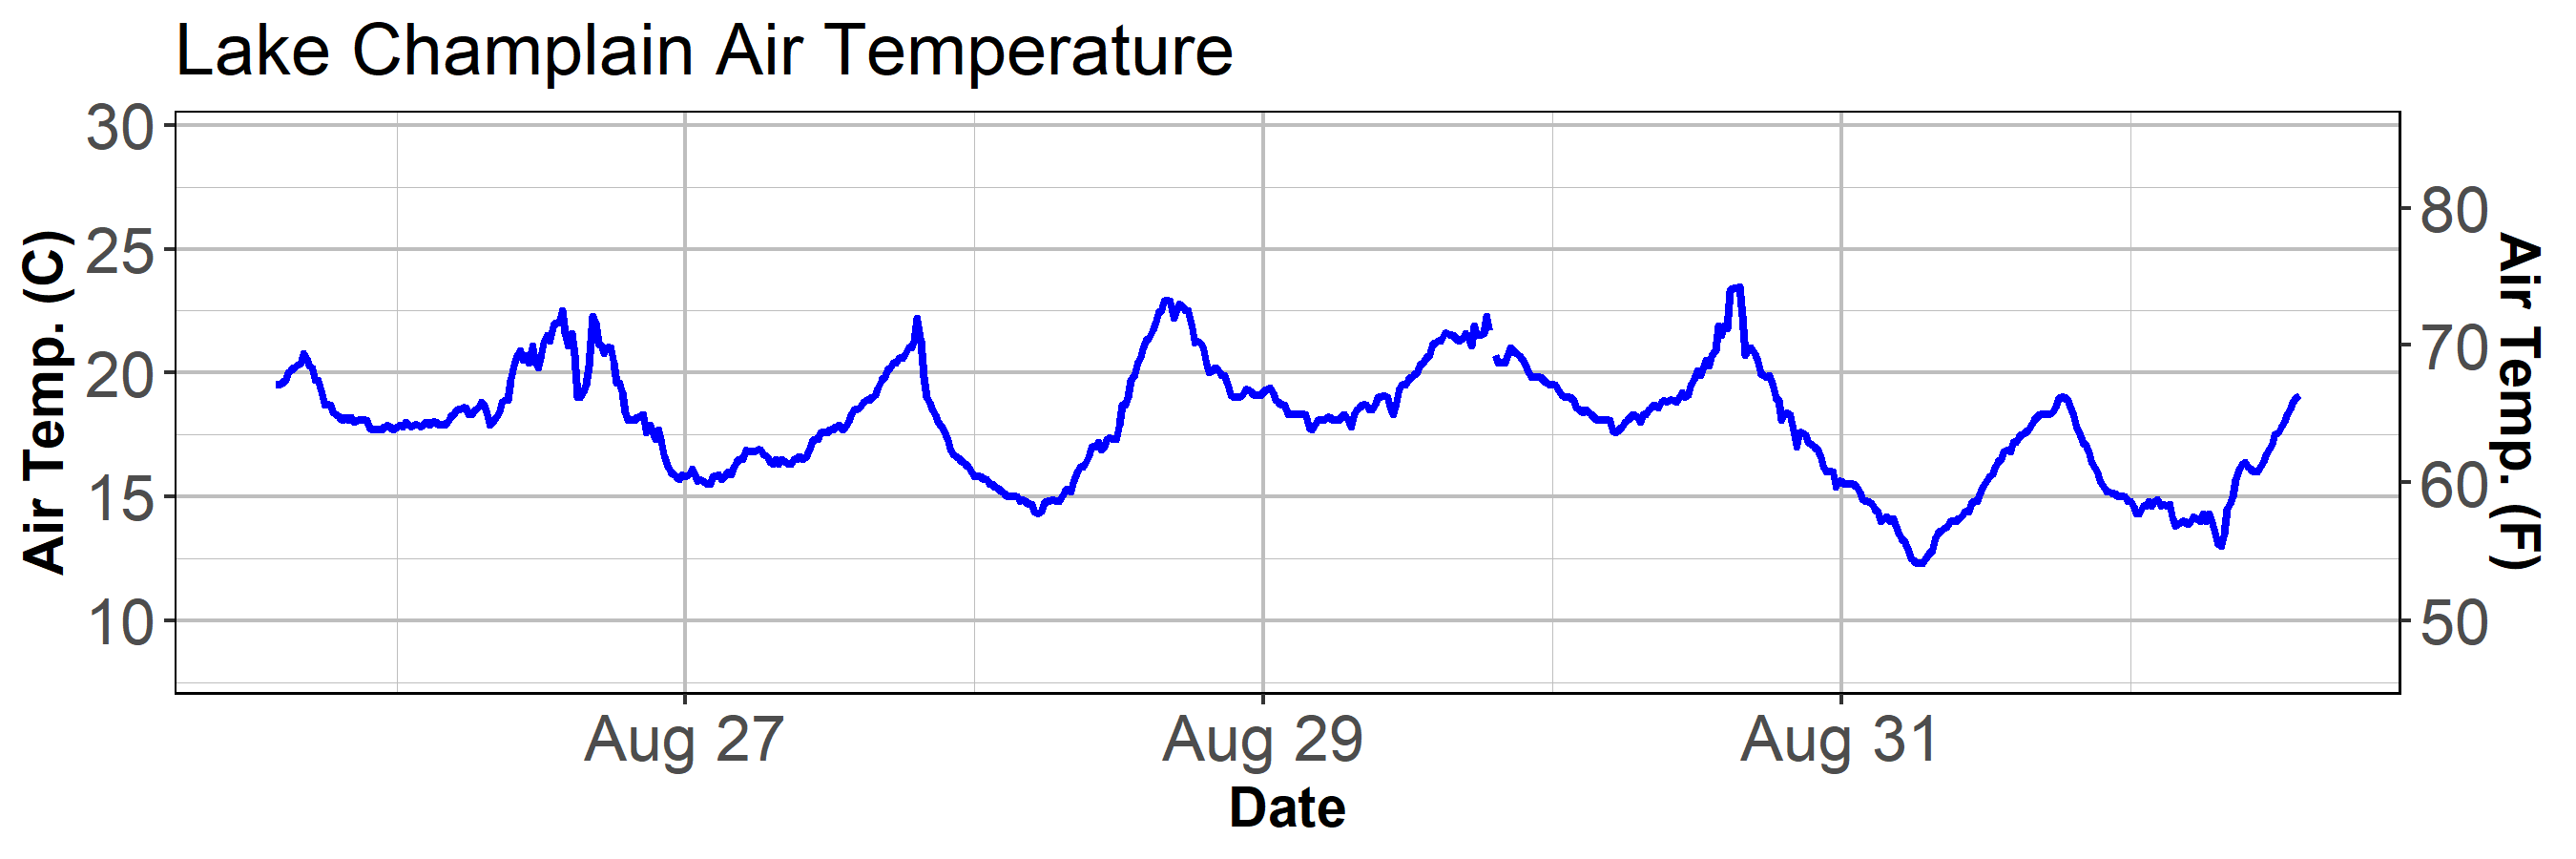 Lake Champlain Air Temperature
Air Temp. (C)
30
25
20
15
10
80
70
60
50
Air Temp. (F)
Aug 27
Aug 29
Aug 31
Date